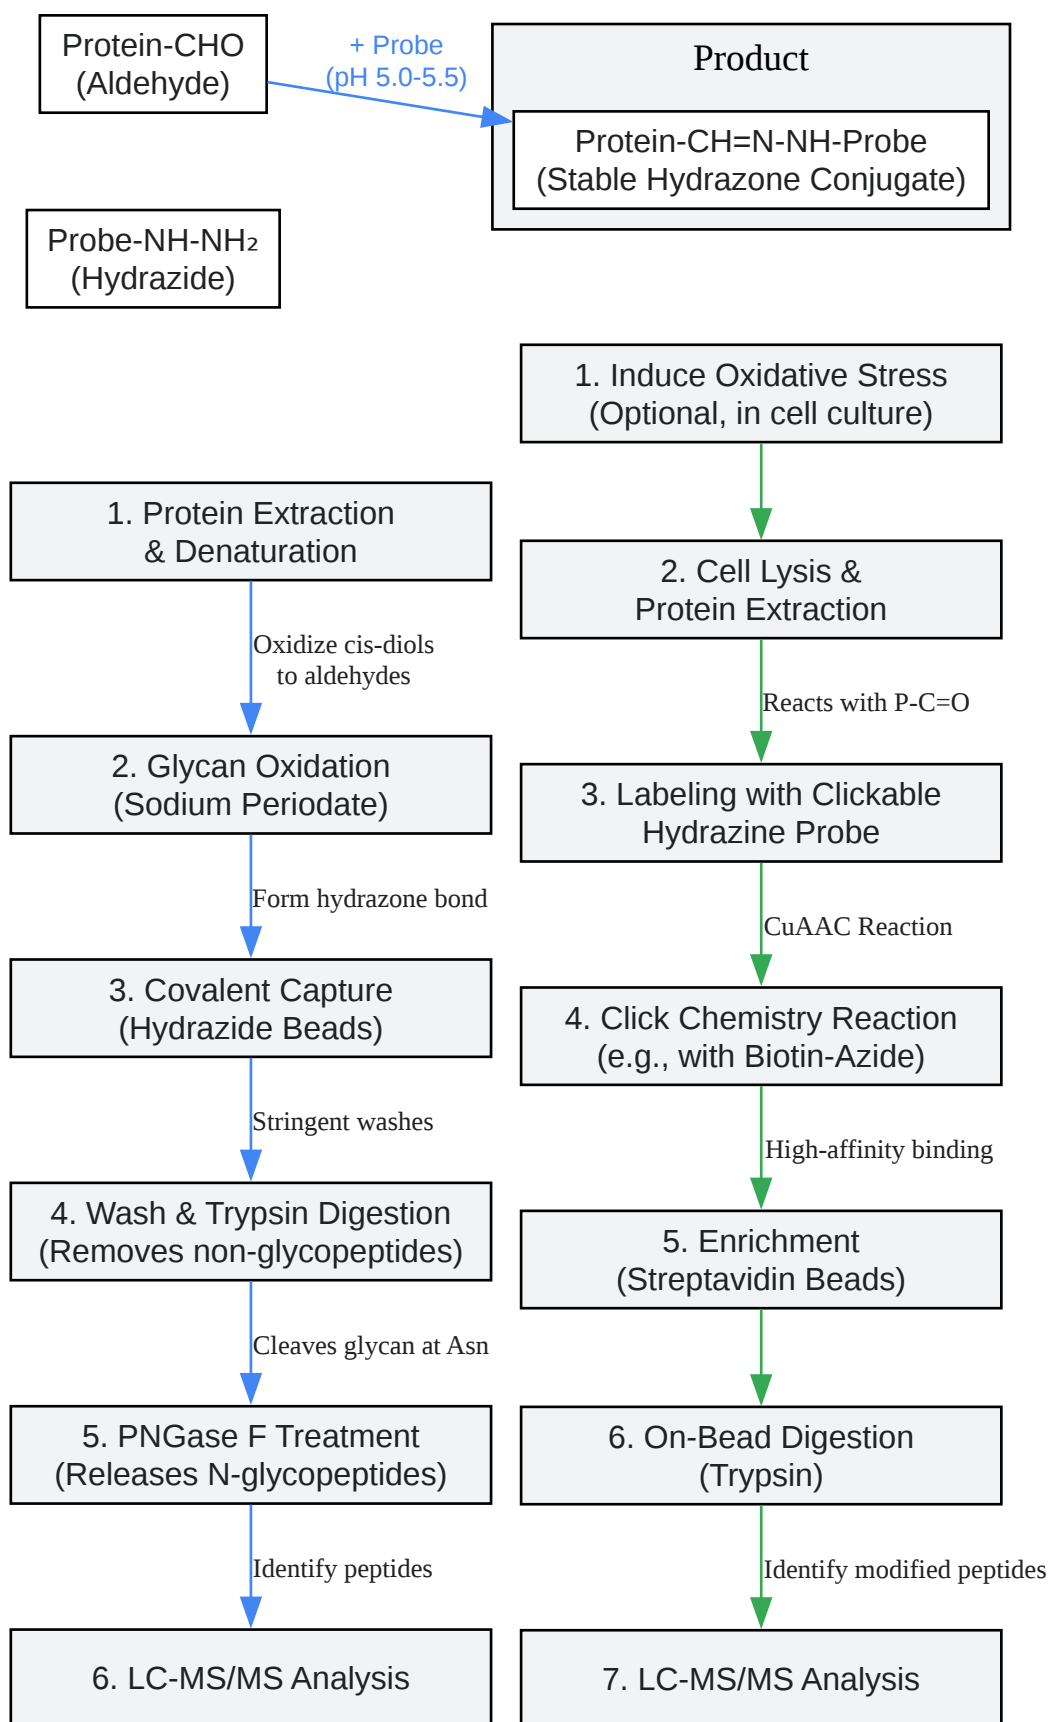 Protein-CHO
(Aldehyde)
+ Probe
(pH 5.0-5.5)
Product
Protein-CH=N-NH-Probe
(Stable Hydrazone Conjugate)
Probe-NH-NH₂
(Hydrazide)
1. Protein Extraction
& Denaturation
Oxidize cis-diols
to aldehydes
2. Glycan Oxidation
(Sodium Periodate)
Form hydrazone bond
3. Covalent Capture
(Hydrazide Beads)
Stringent washes
4. Wash & Trypsin Digestion
(Removes non-glycopeptides)
Cleaves glycan at Asn
5. PNGase F Treatment
(Releases N-glycopeptides)
Identify peptides
6. LC-MS/MS Analysis
1. Induce Oxidative Stress
(Optional, in cell culture)
2. Cell Lysis &
Protein Extraction
Reacts with P-C=O
3. Labeling with Clickable
Hydrazine Probe
CuAAC Reaction
4. Click Chemistry Reaction
(e.g., with Biotin-Azide)
High-affinity binding
5. Enrichment
(Streptavidin Beads)
6. On-Bead Digestion
(Trypsin)
Identify modified peptides
7. LC-MS/MS Analysis